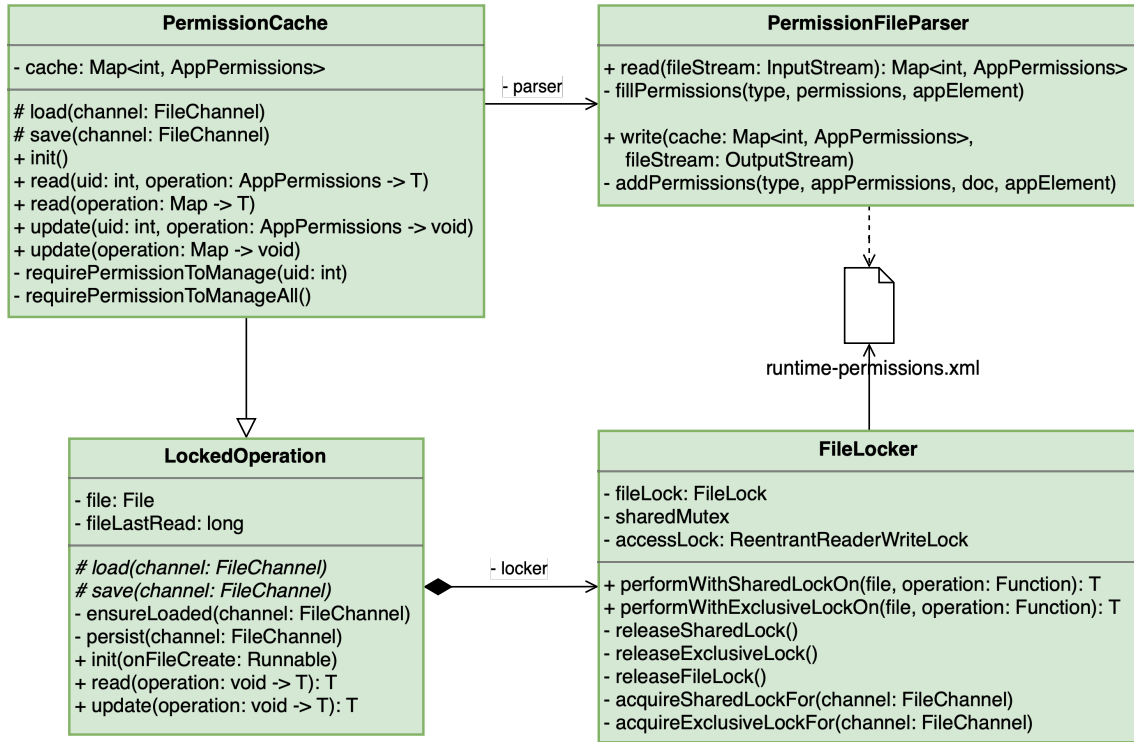 PermissionCache
- cache: Map<int, AppPermissions>
# load(channel: FileChannel)
# save(channel: FileChannel)
+ init()
+ read(uid: int, operation: AppPermissions -> T)
+ read(operation: Map -> T)
+ update(uid: int, operation: AppPermissions -> void)
+ update(operation: Map -> void)
- requirePermissionToManage(uid: int)
- requirePermissionToManageAll()
- parser
PermissionFileParser
+ read(fileStream: InputStream): Map<int, AppPermissions>
- fillPermissions(type, permissions, appElement)
+ write(cache: Map<int, AppPermissions>,
fileStream: OutputStream)
- addPermissions(type, appPermissions, doc, appElement)
runtime-permissions.xml
LockedOperation
- file: File
- fileLastRead: long
# load(channel: FileChannel)
# save(channel: FileChannel)
- ensureLoaded(channel: FileChannel)
- persist(channel: FileChannel)
+ init(onFileCreate: Runnable)
+ read(operation: void -> T): T
+ update(operation: void -> T): T
- locker
FileLocker
- fileLock: FileLock
- sharedMutex
- accessLock: ReentrantReaderWriteLock
+ performWithSharedLockOn(file, operation: Function): T
+ performWithExclusiveLockOn(file, operation: Function): T
- releaseSharedLock()
- releaseExclusiveLock()
- releaseFileLock()
- acquireSharedLockFor(channel: FileChannel)
- acquireExclusiveLockFor(channel: FileChannel)